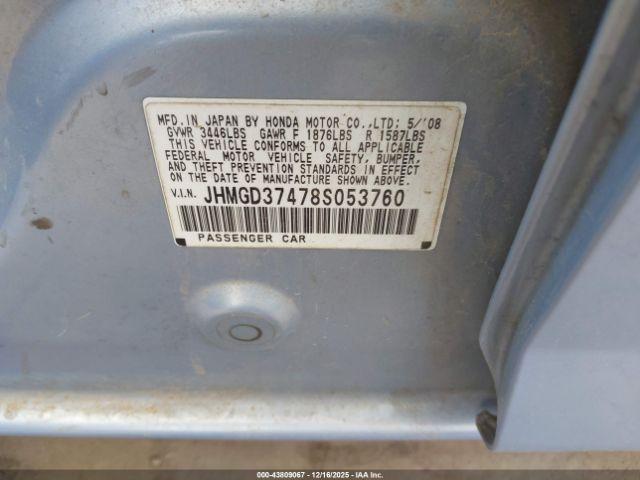 MFD. IN JAPAN BY HONDA MOTOR CO.,LTD; 5/'08
GVWR 3446LBS GAWR F 1876LBS R 1587LBS
THIS VEHICLE CONFORMS TO ALL APPLICABLE
FEDERAL MOTOR VEHICLE SAFETY, BUMPER,
AND THEFT PREVENTION STANDARDS IN EFFECT
ON THE DATE OF MANUFACTURE SHOWN ABOVE.
V.I.N. JHMGD37478S053760
PASSENGER CAR
000-43809067 | 12/16/2025 - IAA Inc.